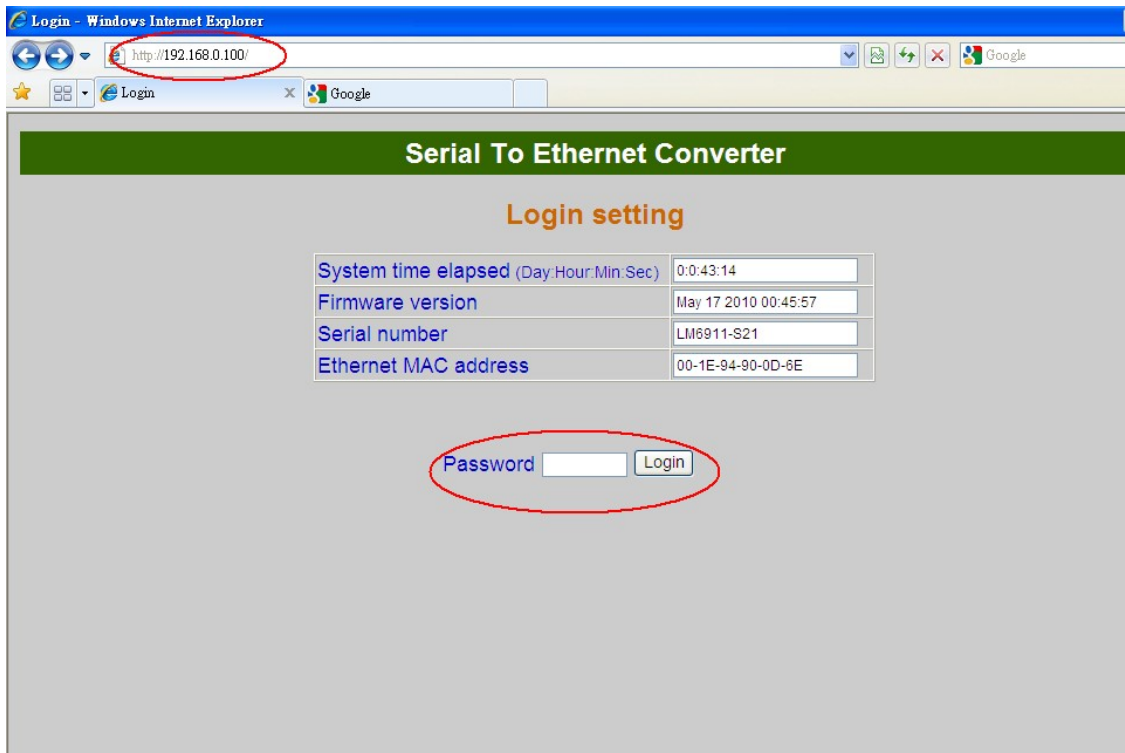 Login - Windows Internet Explorer
http://192.168.0.100/
Google
Login
Google
Serial To Ethernet Converter
Login setting
System time elapsed (Day:Hour:Min:Sec) 0:0:43:14
Firmware version May 17 2010 00:45:57
Serial number LM6911-S21
Ethernet MAC address 00-1E-94-90-0D-6E
Password Login